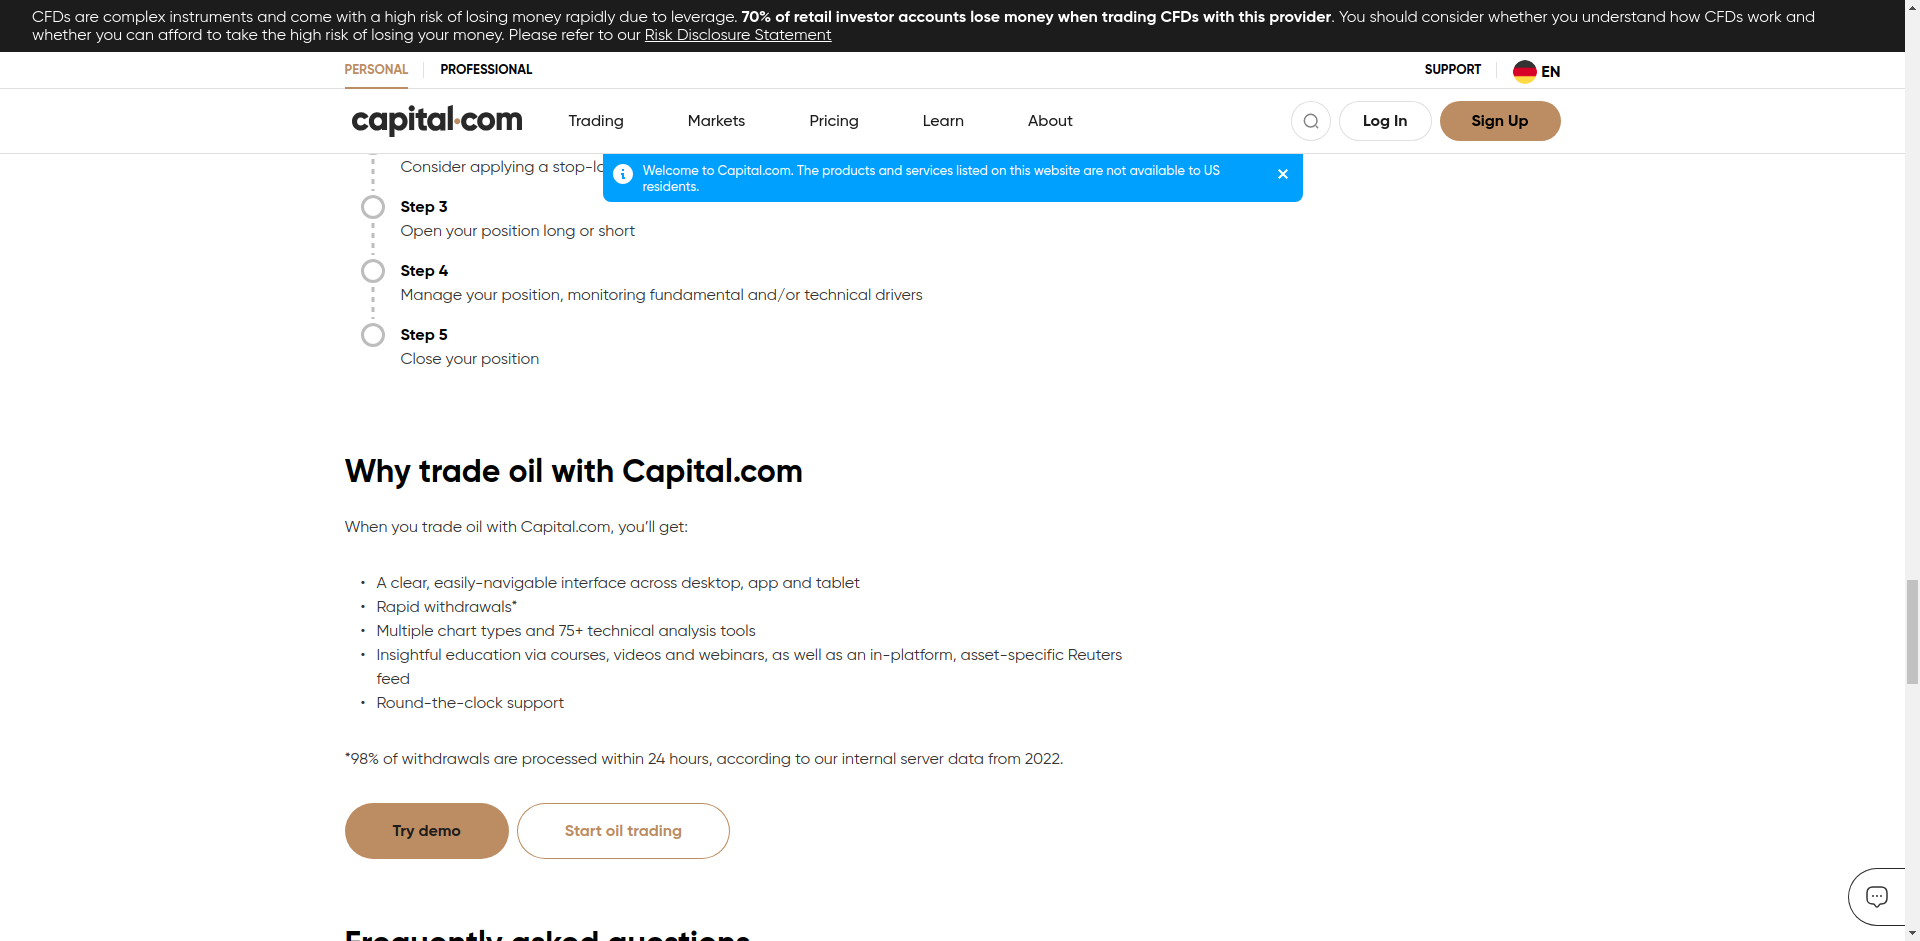 CFDs are complex instruments and come with a high risk of losing money rapidly due to leverage. 70% of retail investor accounts lose money when trading CFDs with this provider. You should consider whether you understand how CFDs work and
whether you can afford to take the high risk of losing your money. Please refer to our Risk Disclosure Statement
PERSONAL PROFESSIONAL SUPPORT EN
capital.com Trading Markets Pricing Learn About Log In Sign Up
Consider applying a stop-lo
Welcome to Capital.com. The products and services listed on this website are not available to US
residents.
Step 3
Open your position long or short
Step 4
Manage your position, monitoring fundamental and/or technical drivers
Step 5
Close your position
Why trade oil with Capital.com
When you trade oil with Capital.com, you’ll get:
• A clear, easily-navigable interface across desktop, app and tablet
• Rapid withdrawals*
• Multiple chart types and 75+ technical analysis tools
• Insightful education via courses, videos and webinars, as well as an in-platform, asset-specific Reuters
feed
• Round-the-clock support
*98% of withdrawals are processed within 24 hours, according to our internal server data from 2022.
Try demo Start oil trading
Frequently asked questions